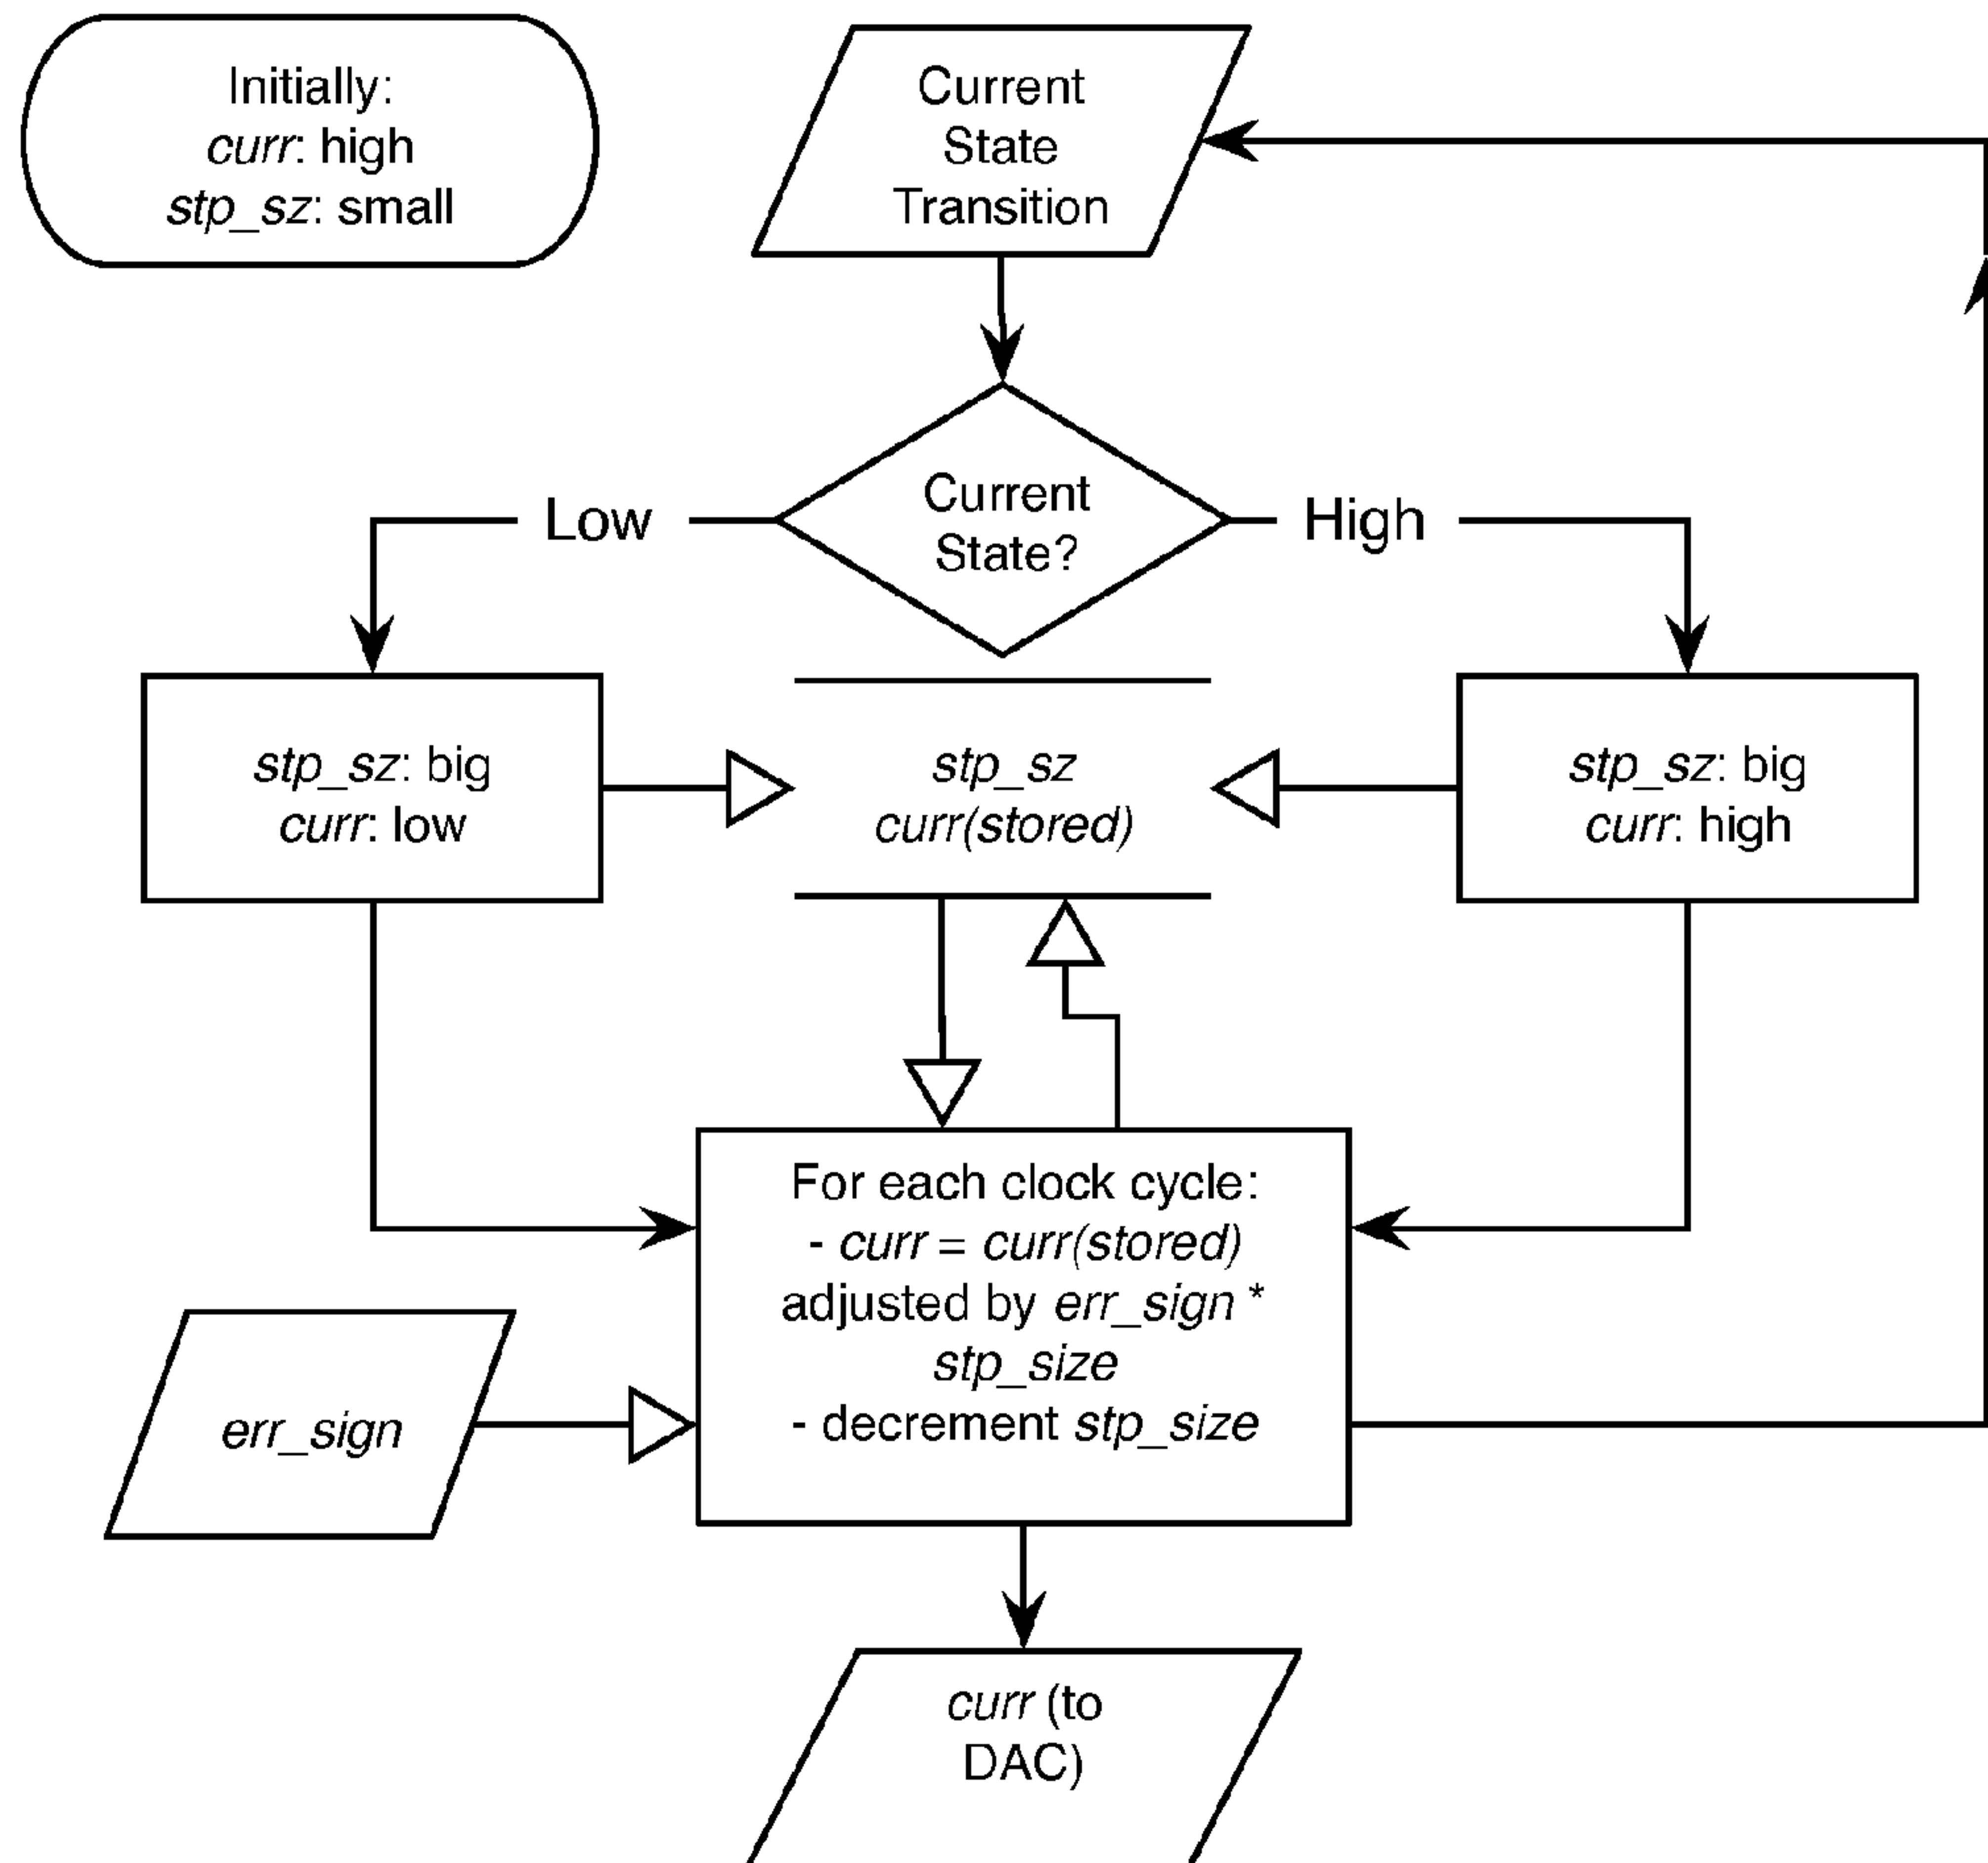 Initially:
curr: high
stp_sz: small
Current
State
Transition
Current
State?
Low
High
stp_sz: big
curr: low
stp_sz
curr(stored)
stp_sz: big
curr: high
For each clock cycle:
- curr = curr(stored)
adjusted by err_sign *
stp_size
- decrement stp_size
err_sign
curr (to
DAC)